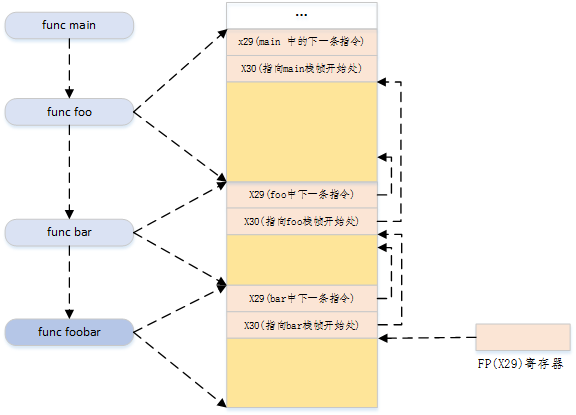 ...
func main
x29(main 中的下一条指令)
X30(指向main栈帧开始处)
func foo
X29(foo中下一条指令)
X30(指向foo栈帧开始处)
func bar
X29(bar中下一条指令)
X30(指向bar栈帧开始处)
func foobar
FP(X29)寄存器